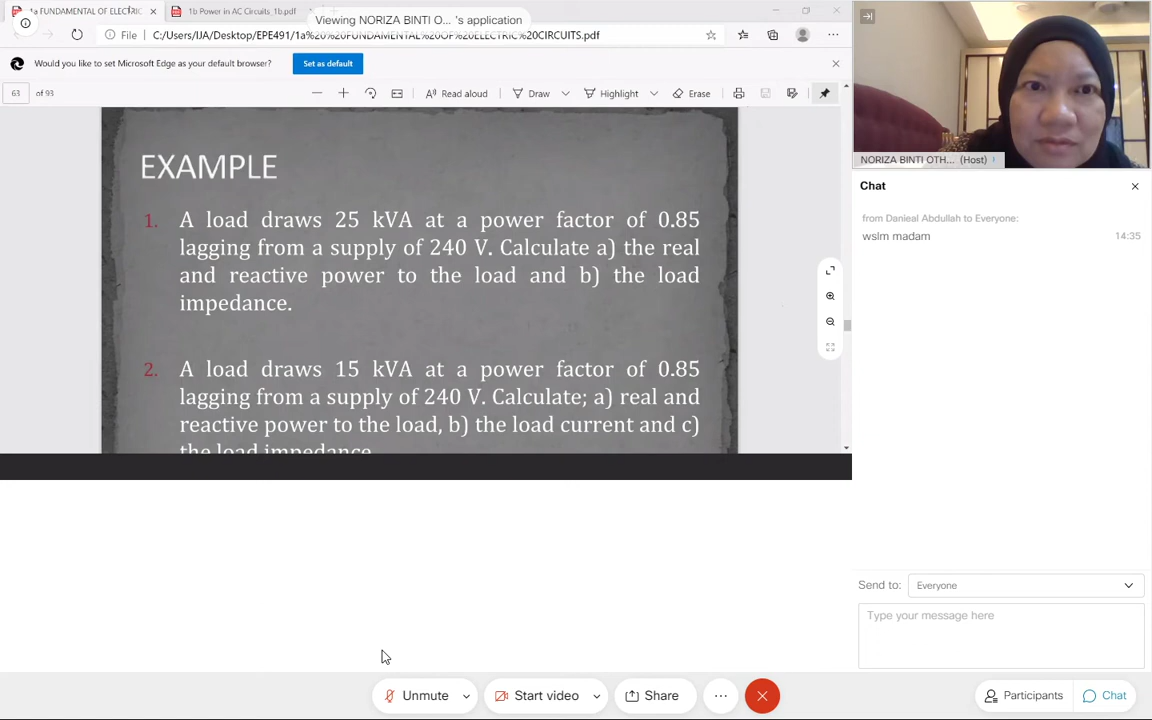 1a FUNDAMENTAL OF ELECTRIC
1b Power in AC Circuits_1b.pdf
Viewing NORIZA BINTI O... 's application
File
C:/Users/IJA/Desktop/EPE491/1a%20%20FUNDAMENTAL%20OF%20ELECTRIC%20CIRCUITS.pdf
Would you like to set Microsoft Edge as your default browser?
Set as default
63 of 93
Read aloud
Draw
Highlight
Erase
EXAMPLE
1. A load draws 25 kVA at a power factor of 0.85
lagging from a supply of 240 V. Calculate a) the real
and reactive power to the load and b) the load
impedance.
2. A load draws 15 kVA at a power factor of 0.85
lagging from a supply of 240 V. Calculate; a) real and
reactive power to the load, b) the load current and c)
the load impedance.
NORIZA BINTI OTH... (Host)
Chat
from Danieal Abdullah to Everyone:
wslm madam
14:35
Send to:
Everyone
Type your message here
Unmute
Start video
Share
Participants
Chat